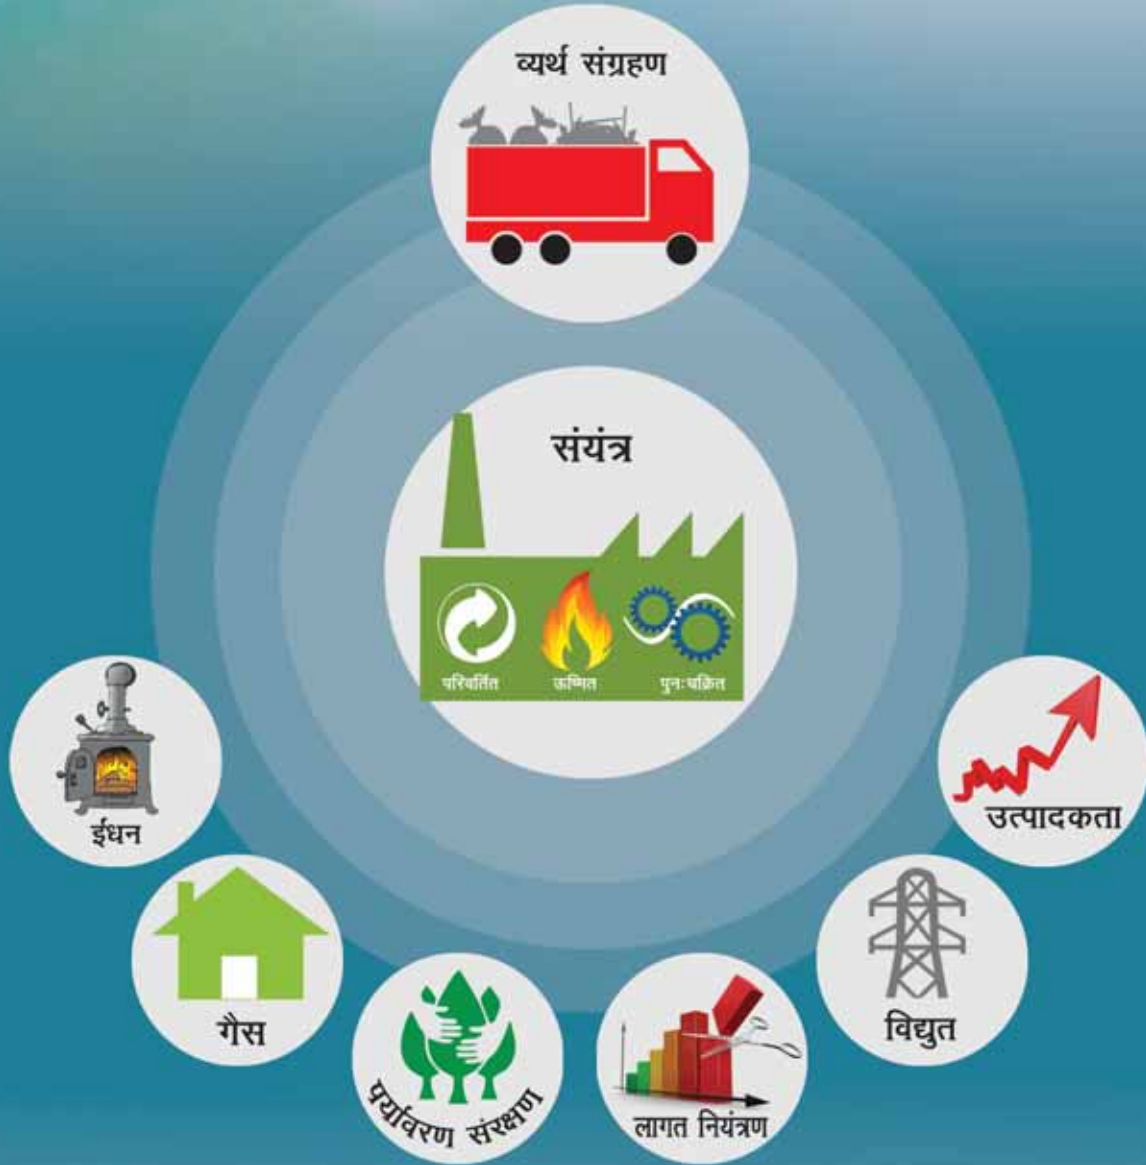 व्यर्थ संग्रहण
संयंत्र
परिवर्तित
ऊष्मित
पुनःचक्रित
ईंधन
गैस
पर्यावरण संरक्षण
लागत नियंत्रण
विद्युत
उत्पादकता